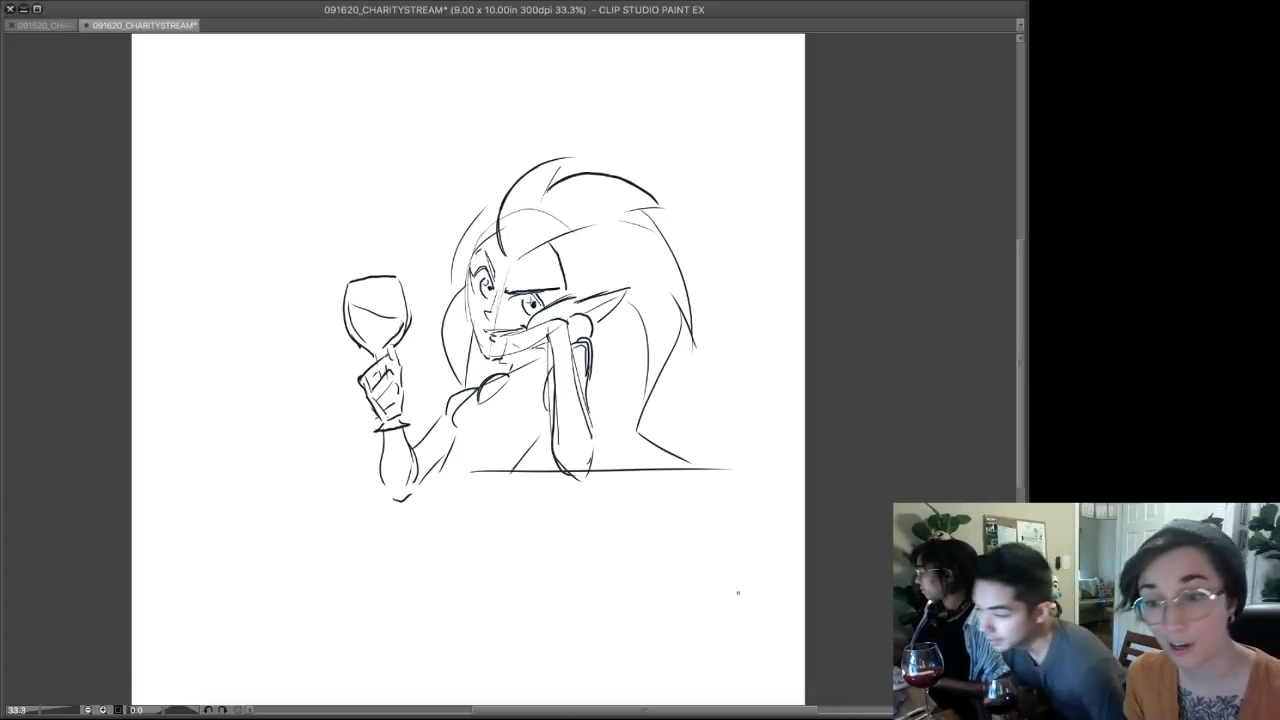 091620_CHARITYSTREAM* (9.00 x 10.00in 300dpi 33.3%) - CLIP STUDIO PAINT EX
091620_CHARITYSTREAM*
33.3
0.0